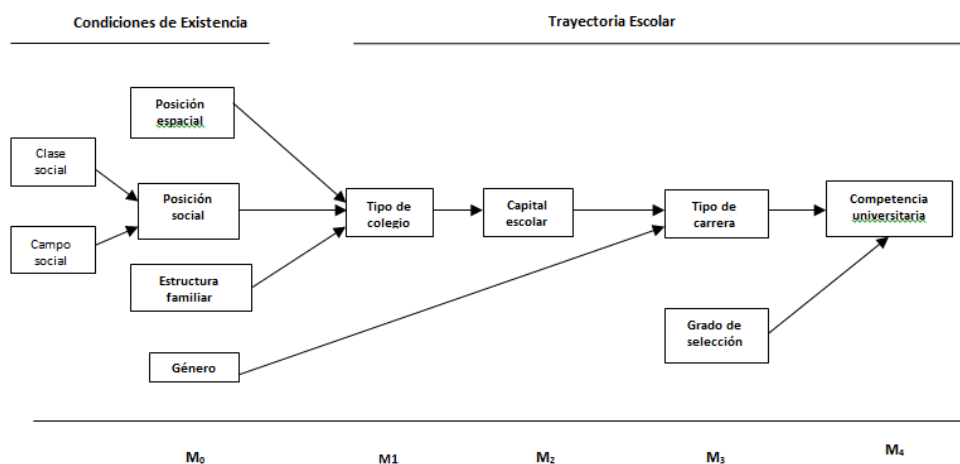 Condiciones de Existencia
Trayectoria Escolar
Posición
espacial
Clase
social
Posición
social
Campo
social
Estructura
familiar
Género
Tipo de
colegio
Capital
escolar
Tipo de
carrera
Grado de
selección
Competencia
universitaria
M₀
M1
M₂
M₃
M₄